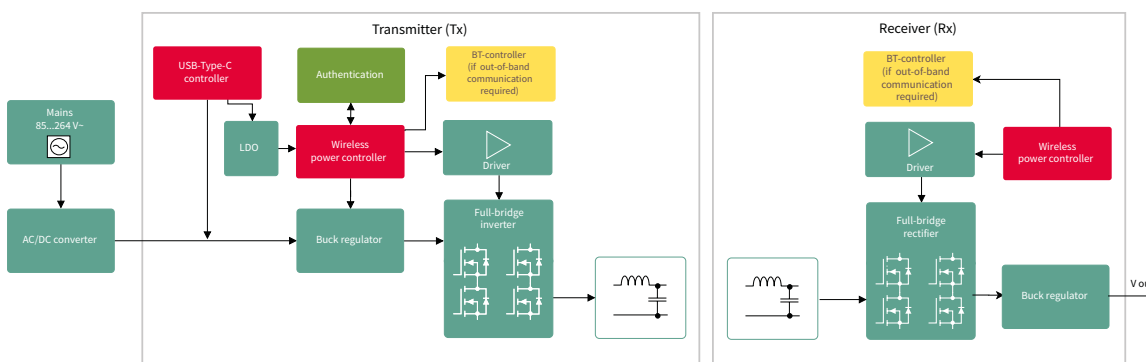 Transmitter (Tx)
Receiver (Rx)
USB-Type-C
controller
Authentication
BT-controller
(if out-of-band
communication
required)
BT-controller
(if out-of-band
communication
required)
Mains
85...264 V~
LDO
Wireless
power controller
Driver
Driver
Wireless
power controller
AC/DC converter
Buck regulator
Full-bridge
inverter
Full-bridge
rectifier
Buck regulator
V ou